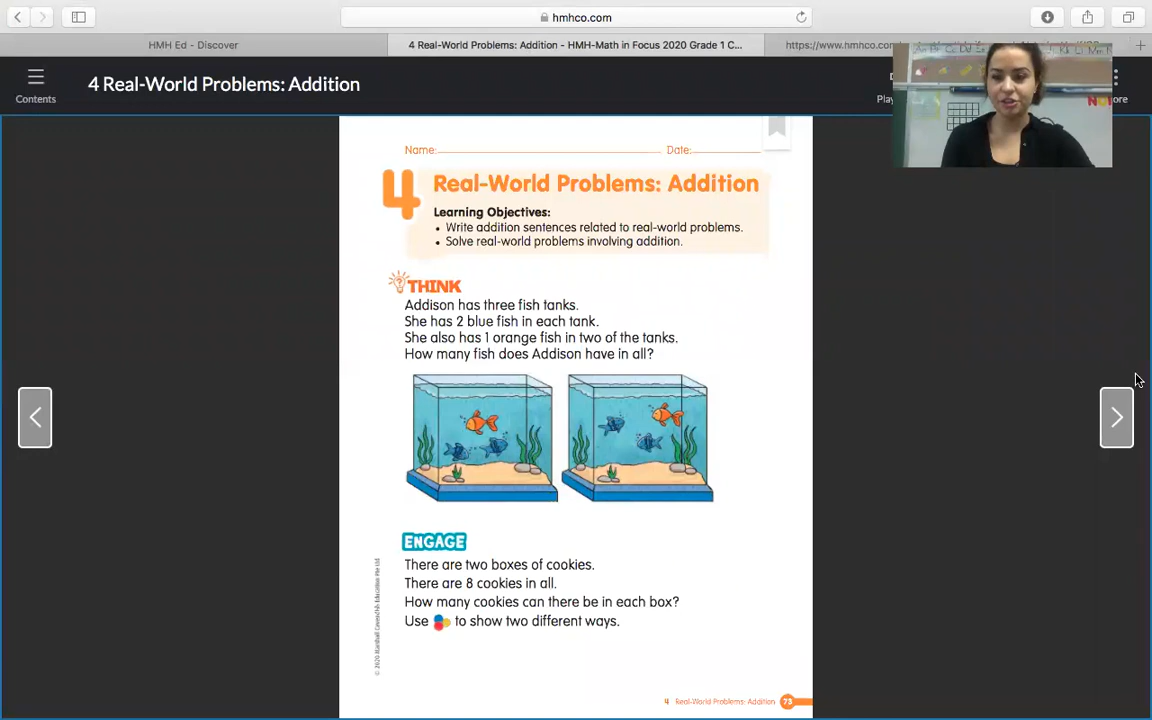 hmhco.com
HMH Ed - Discover
4 Real-World Problems: Addition - HMH-Math in Focus 2020 Grade 1 C...
https://www.hmhco.com
Contents
4 Real-World Problems: Addition
Name:
Date:
4
Real-World Problems: Addition
Learning Objectives:
• Write addition sentences related to real-world problems.
• Solve real-world problems involving addition.
THINK
Addison has three fish tanks.
She has 2 blue fish in each tank.
She also has 1 orange fish in two of the tanks.
How many fish does Addison have in all?
ENGAGE
There are two boxes of cookies.
There are 8 cookies in all.
How many cookies can there be in each box?
Use to show two different ways.
4 Real-World Problems: Addition 73